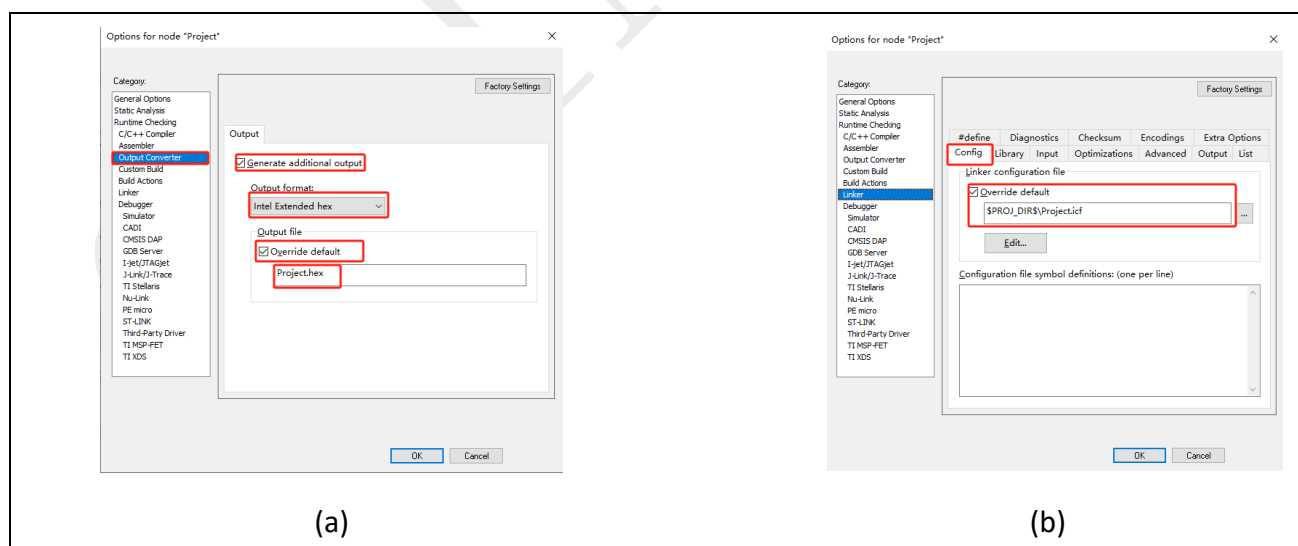 Options for node "Project"
Category:
General Options
Static Analysis
Runtime Checking
C/C++ Compiler
Assembler
Output Converter
Custom Build
Build Actions
Linker
Debugger
Simulator
CADI
CMSIS DAP
GDB Server
I-jet/JTAGjet
J-Link/J-Trace
TI Stellaris
Nu-Link
PE micro
ST-LINK
Third-Party Driver
TI MSP-FET
TI XDS
Factory Settings
Output
Generate additional output
Output format:
Intel Extended hex
Output file
Override default
Project.hex
OK Cancel
(a)
Options for node "Project"
Category:
General Options
Static Analysis
Runtime Checking
C/C++ Compiler
Assembler
Output Converter
Custom Build
Build Actions
Linker
Debugger
Simulator
CADI
CMSIS DAP
GDB Server
I-jet/JTAGjet
J-Link/J-Trace
TI Stellaris
Nu-Link
PE micro
ST-LINK
Third-Party Driver
TI MSP-FET
TI XDS
Factory Settings
#define Diagnostics Checksum Encodings Extra Options
Config Library Input Optimizations Advanced Output List
Linker configuration file
Override default
$PROJ_DIR$\Project.icf
...
Edit...
Configuration file symbol definitions: (one per line)
OK Cancel
(b)